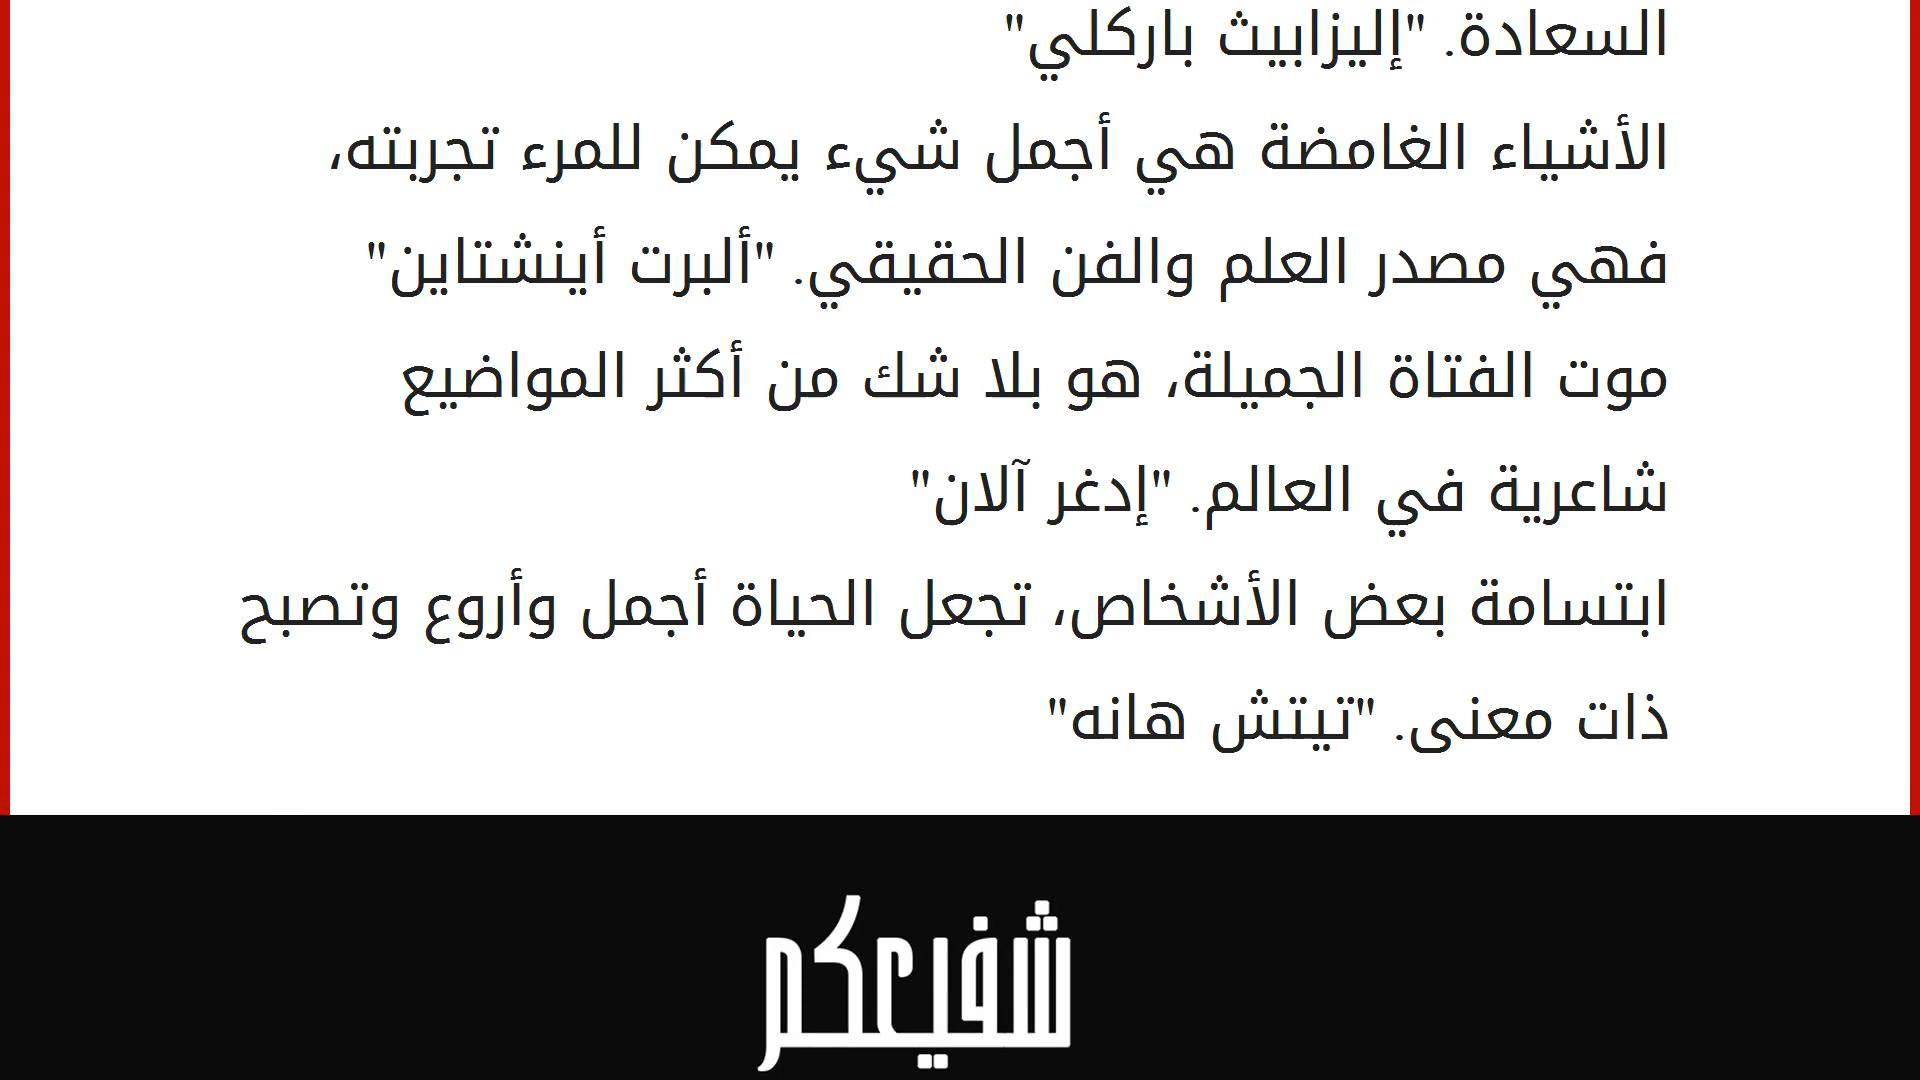 السعادة. "إليزابيث باركلي"
الأشياء الغامضة هي أجمل شيء يمكن للمرء تجربته،
فهي مصدر العلم والفن الحقيقي. "ألبرت أينشتاين"
موت الفتاة الجميلة، هو بلا شك من أكثر المواضيع
شاعرية في العالم. "إدغر آلان"
ابتسامة بعض الأشخاص، تجعل الحياة أجمل وأروع وتصبح
ذات معنى. "تيتش هانه"
شفيعكم